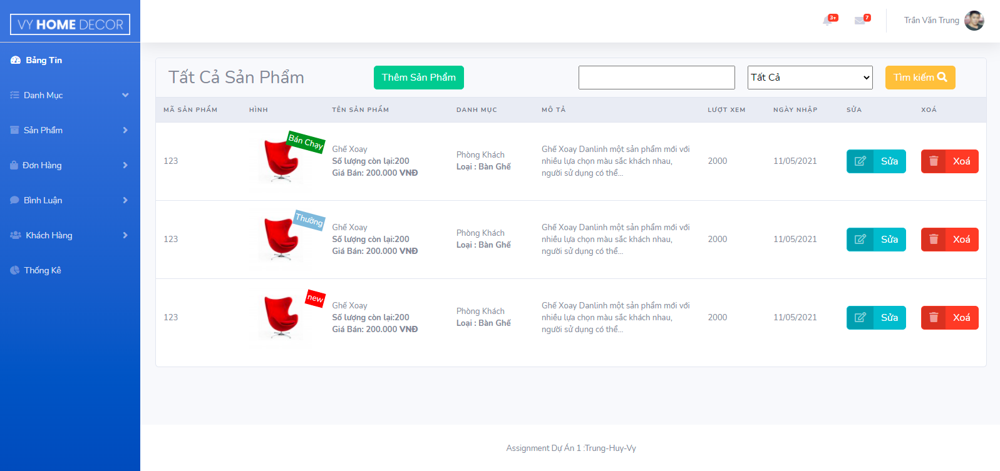 VY HOME DECOR
3+
7
Trần Văn Trung
Bảng Tin
Danh Mục
Sản Phẩm
Đơn Hàng
Bình Luận
Khách Hàng
Thống Kê
Tất Cả Sản Phẩm
Thêm Sản Phẩm
Tất Cả
Tìm kiếm
MÃ SẢN PHẨM HÌNH TÊN SẢN PHẨM DANH MỤC MÔ TẢ LƯỢT XEM NGÀY NHẬP SỬA XOÁ
123
Bán Chạy
Ghế Xoay
Số lượng còn lại:200
Giá Bán: 200.000 VNĐ
Phòng Khách
Loại : Bàn Ghế
Ghế Xoay Danlinh một sản phẩm mới với
nhiều lựa chọn màu sắc khách nhau,
người sử dụng có thể...
2000
11/05/2021
Sửa
Xoá
123
Thường
Ghế Xoay
Số lượng còn lại:200
Giá Bán: 200.000 VNĐ
Phòng Khách
Loại : Bàn Ghế
Ghế Xoay Danlinh một sản phẩm mới với
nhiều lựa chọn màu sắc khách nhau,
người sử dụng có thể...
2000
11/05/2021
Sửa
Xoá
123
new
Ghế Xoay
Số lượng còn lại:200
Giá Bán: 200.000 VNĐ
Phòng Khách
Loại : Bàn Ghế
Ghế Xoay Danlinh một sản phẩm mới với
nhiều lựa chọn màu sắc khách nhau,
người sử dụng có thể...
2000
11/05/2021
Sửa
Xoá
Assignment Dự Án 1 :Trung-Huy-Vy